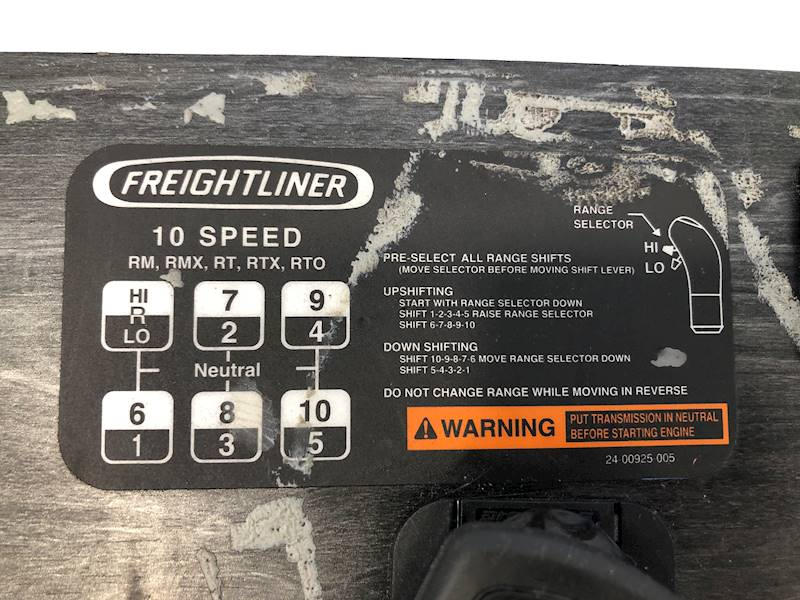 FREIGHTLINER
10 SPEED
RM, RMX, RT, RTX, RTO
HI
R
LO
7
2
9
4
Neutral
6
1
8
3
10
5
RANGE
SELECTOR
HI
LO
PRE-SELECT ALL RANGE SHIFTS
(MOVE SELECTOR BEFORE MOVING SHIFT LEVER)
UPSHIFTING
START WITH RANGE SELECTOR DOWN
SHIFT 1-2-3-4-5 RAISE RANGE SELECTOR
SHIFT 6-7-8-9-10
DOWN SHIFTING
SHIFT 10-9-8-7-6 MOVE RANGE SELECTOR DOWN
SHIFT 5-4-3-2-1
DO NOT CHANGE RANGE WHILE MOVING IN REVERSE
WARNING
PUT TRANSMISSION IN NEUTRAL
BEFORE STARTING ENGINE
24-00925-005